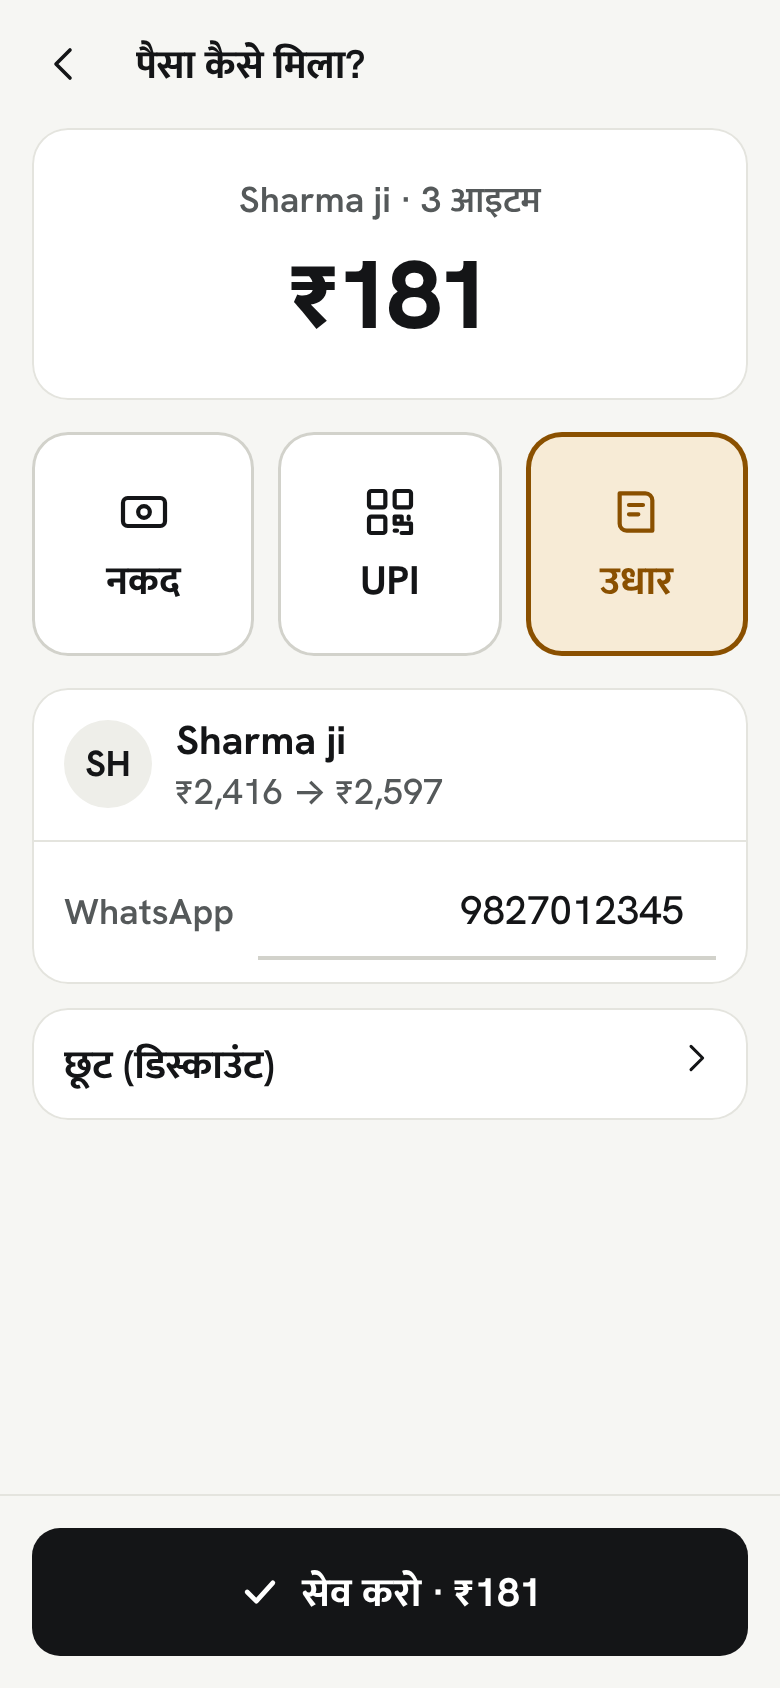 पैसा कैसे मिला?
Sharma ji · 3 आइटम
₹181
नकद
UPI
उधार
SH
Sharma ji
₹2,416 → ₹2,597
WhatsApp
9827012345
छूट (डिस्काउंट)
सेव करो · ₹181